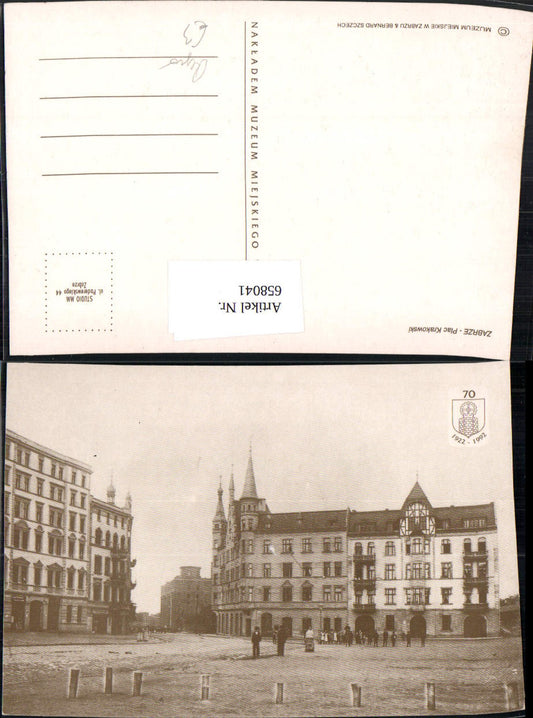 © MUZEUM MIEJSKIE W ZABRZU & BERNARD SZCZECH
NAKŁADEM MUZEUM MIEJSKIEGO
STUDIO MM
ul. Paderewskiego 44
Zabrze
Artikel Nr.
658041
ZABRZE - Plac Krakowski
70
1922 - 1992